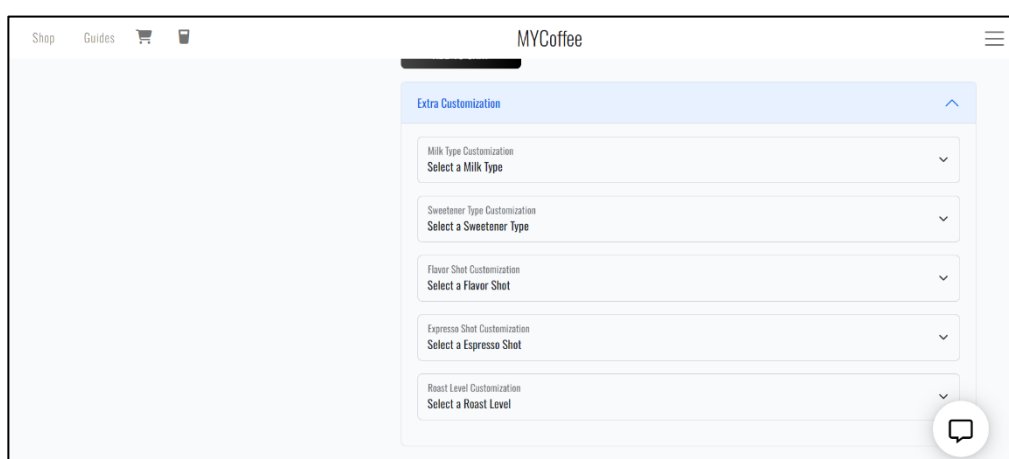 Shop Guides MYCoffee
Extra Customization
Milk Type Customization
Select a Milk Type
Sweetener Type Customization
Select a Sweetener Type
Flavor Shot Customization
Select a Flavor Shot
Expresso Shot Customization
Select a Espresso Shot
Roast Level Customization
Select a Roast Level